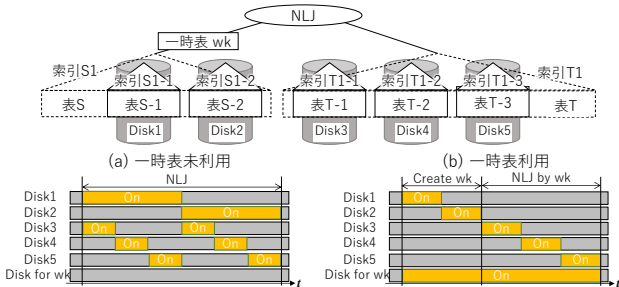 NLJ
一時表 wk
索引S1
索引S1-1
索引S1-2
索引T1-1
索引T1-2
索引T1-3
索引T1
表S
表S-1
表S-2
表T-1
表T-2
表T-3
表T
Disk1
Disk2
Disk3
Disk4
Disk5
(a) 一時表未利用
NLJ
Disk1
On
Disk2
On
Disk3
On
On
Disk4
On
On
Disk5
On
On
Disk for wk
t
(b) 一時表利用
Create wk
NLJ by wk
Disk1
On
Disk2
On
Disk3
On
Disk4
On
Disk5
On
Disk for wk
On
t